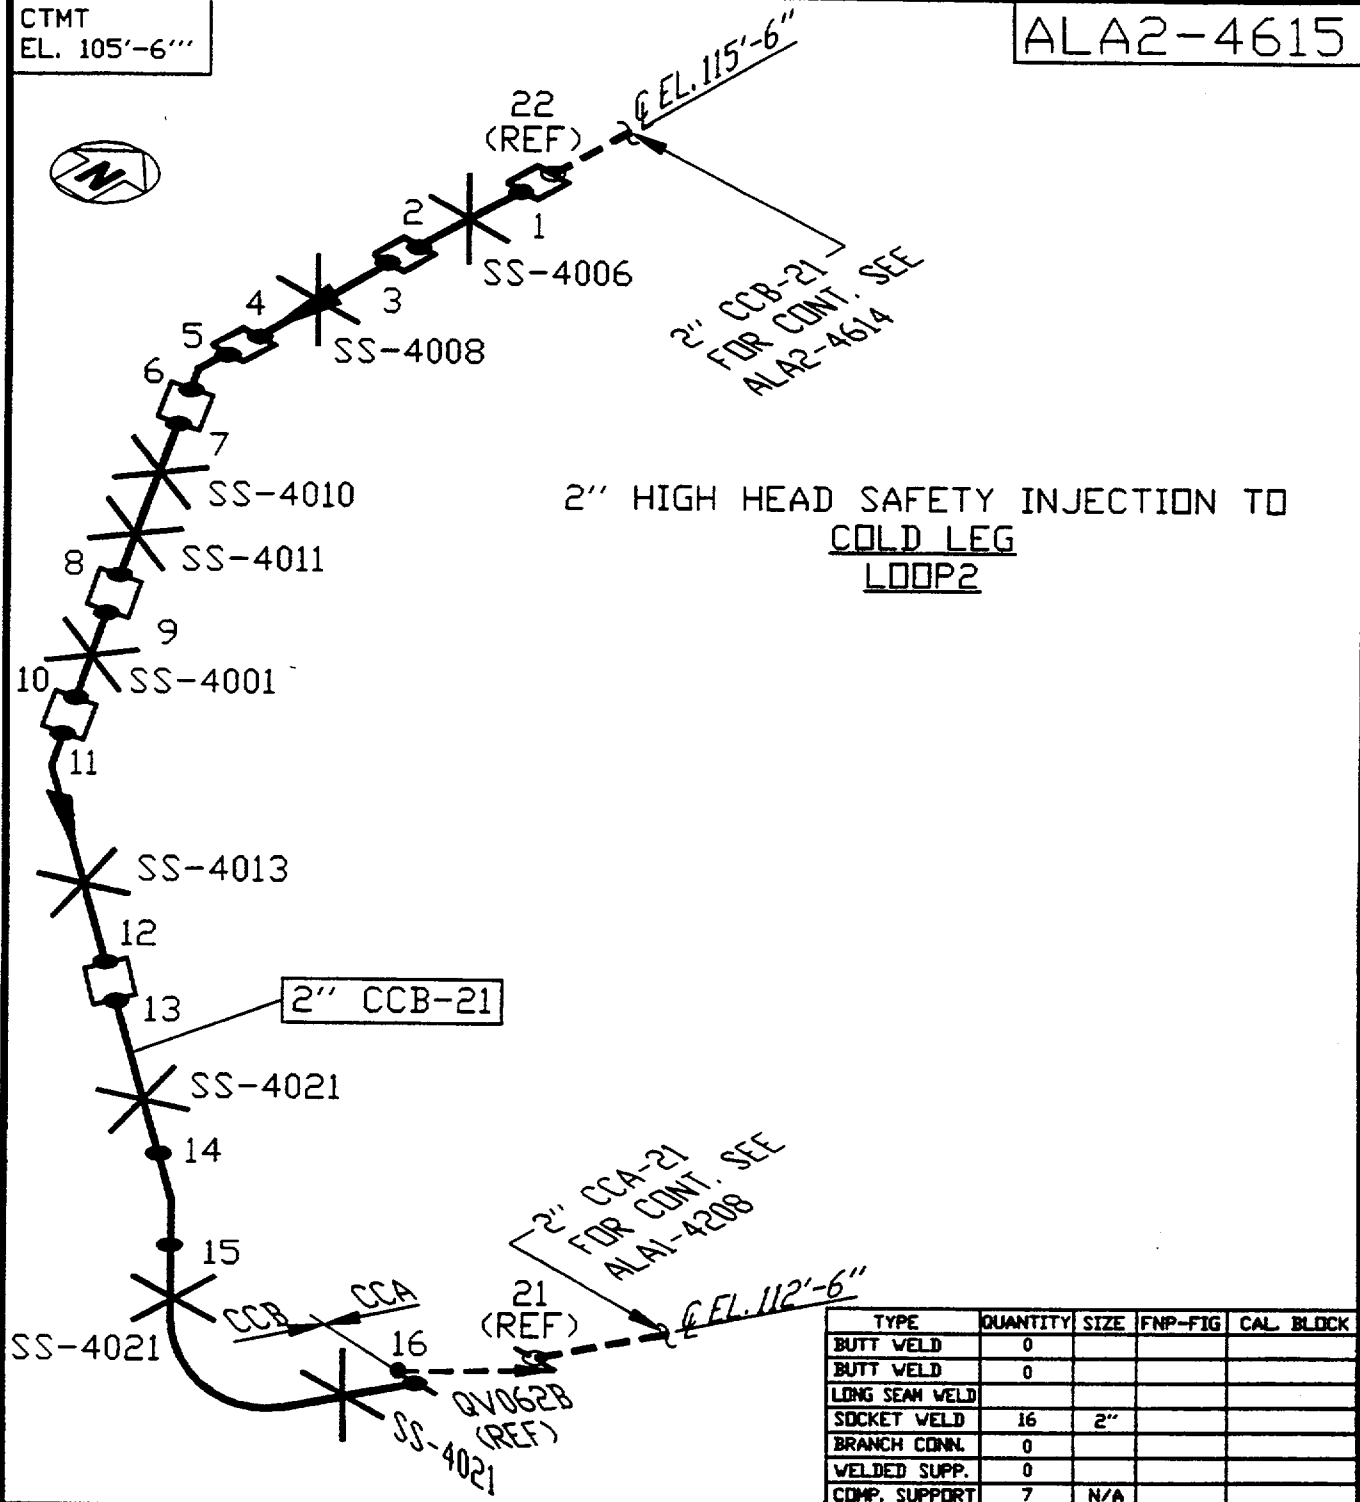 CTMT
EL. 105'-6'''
ALA2-4615
℄ EL. 115'-6"
22
(REF)
N
1
2
SS-4006
3
4
SS-4008
5
6
7
2" CCB-21
FOR CONT. SEE
ALA2-4614
SS-4010
2" HIGH HEAD SAFETY INJECTION TO
COLD LEG
LOOP2
SS-4011
8
9
SS-4001
10
11
SS-4013
12
13
2" CCB-21
SS-4021
14
2" CCA-21
FOR CONT. SEE
ALA1-4208
15
SS-4021
CCB
CCA
16
21
(REF)
℄ EL. 112'-6"
QV062B
(REF)
SS-4021
TYPE QUANTITY SIZE FNP-FIG CAL. BLOCK
BUTT WELD 0
BUTT WELD 0
LONG SEAM WELD
SOCKET WELD 16 2"
BRANCH CONN. 0
WELDED SUPP. 0
COMP. SUPPORT 7 N/A